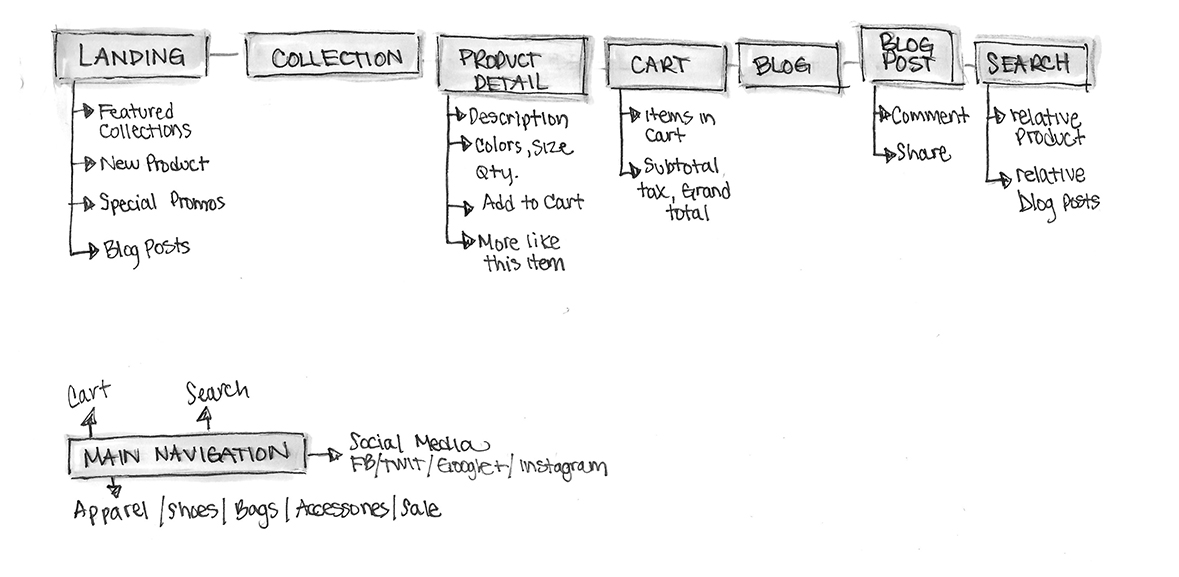 LANDING
Featured
Collections
New Product
Special Promos
Blog Posts
COLLECTION
PRODUCT
DETAIL
Description
Colors, Size
Qty.
Add to Cart
More like
this item
CART
Items in
cart
Subtotal,
tax, Grand
total
BLOG
BLOG
POST
Comment
Share
SEARCH
relative
Product
relative
blog posts
Cart
Search
MAIN NAVIGATION
Social Media
FB/TWIT/Google+/Instagram
Apparel/Shoes|Bags|Accessories|Sale